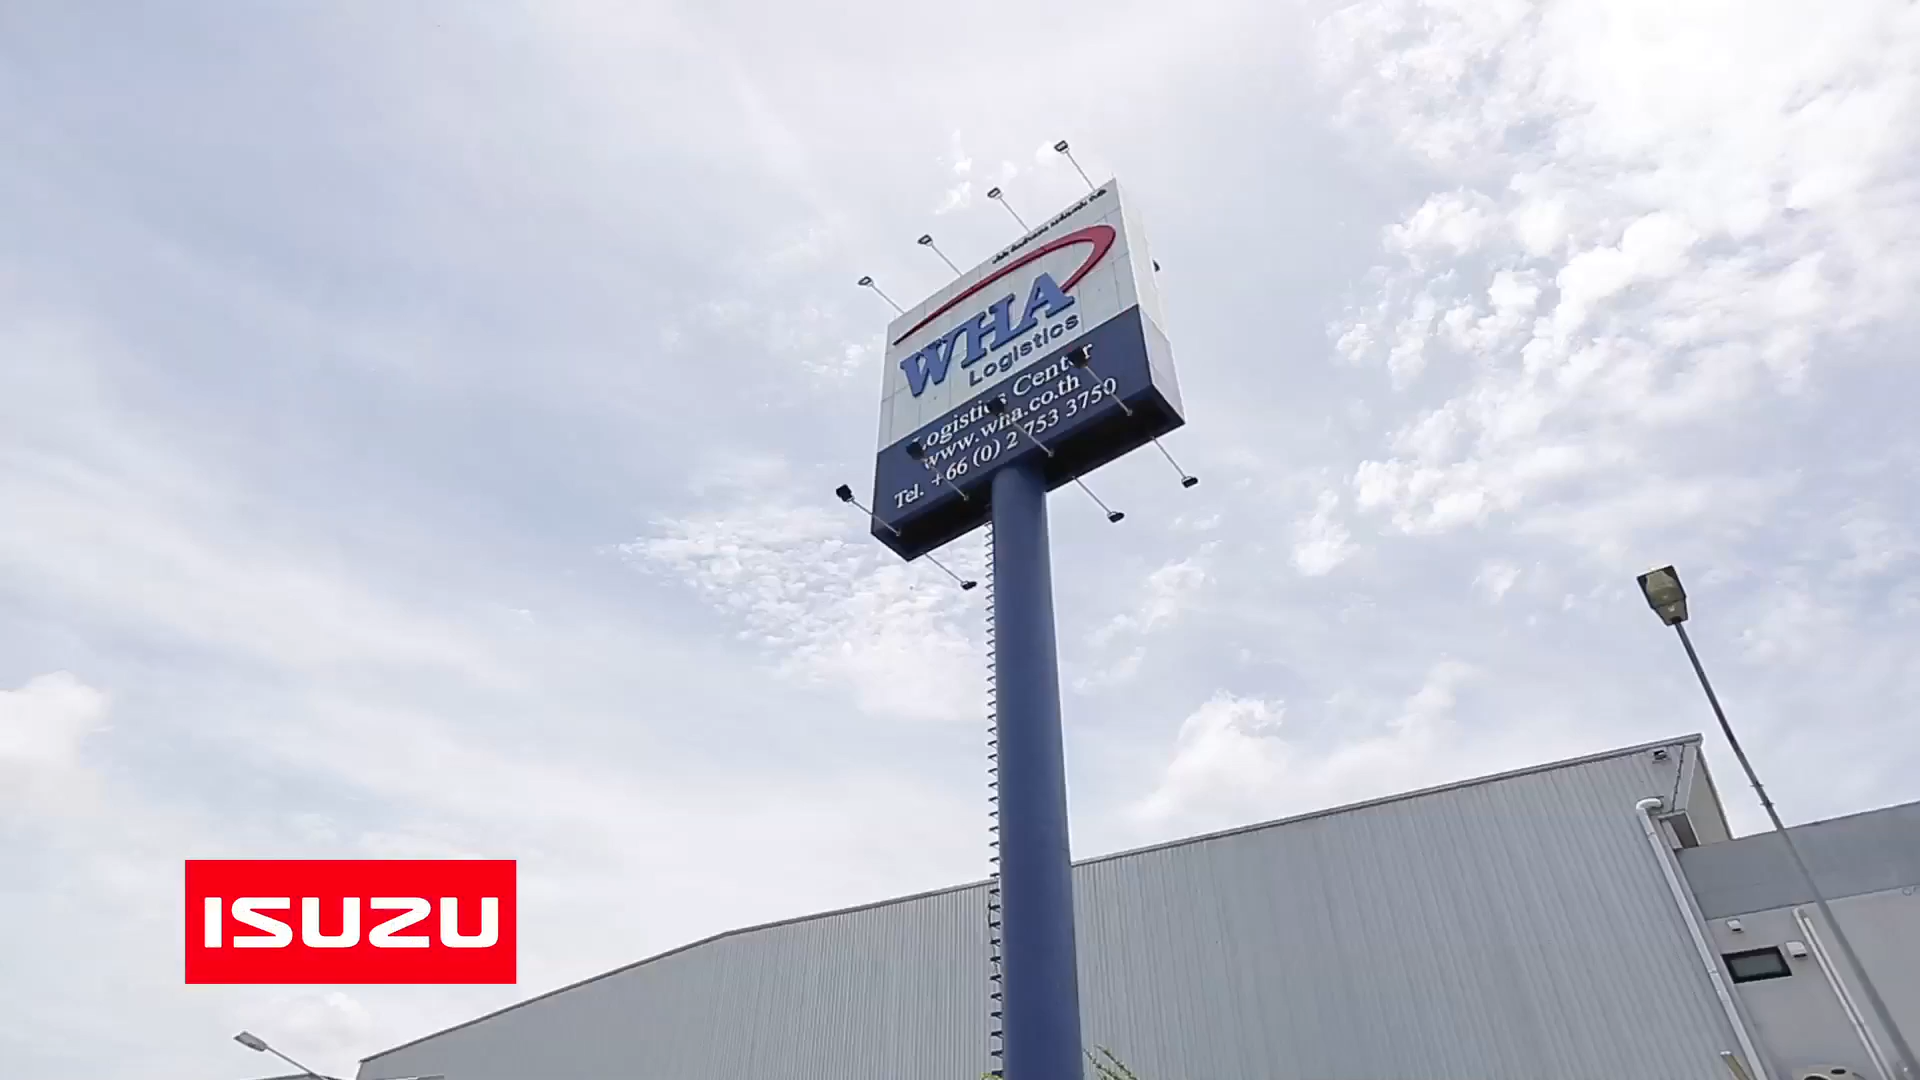 WHA
Logistics
Logistics Center
www.wha.co.th
Tel. +66 (0) 2 753 3750
ISUZU